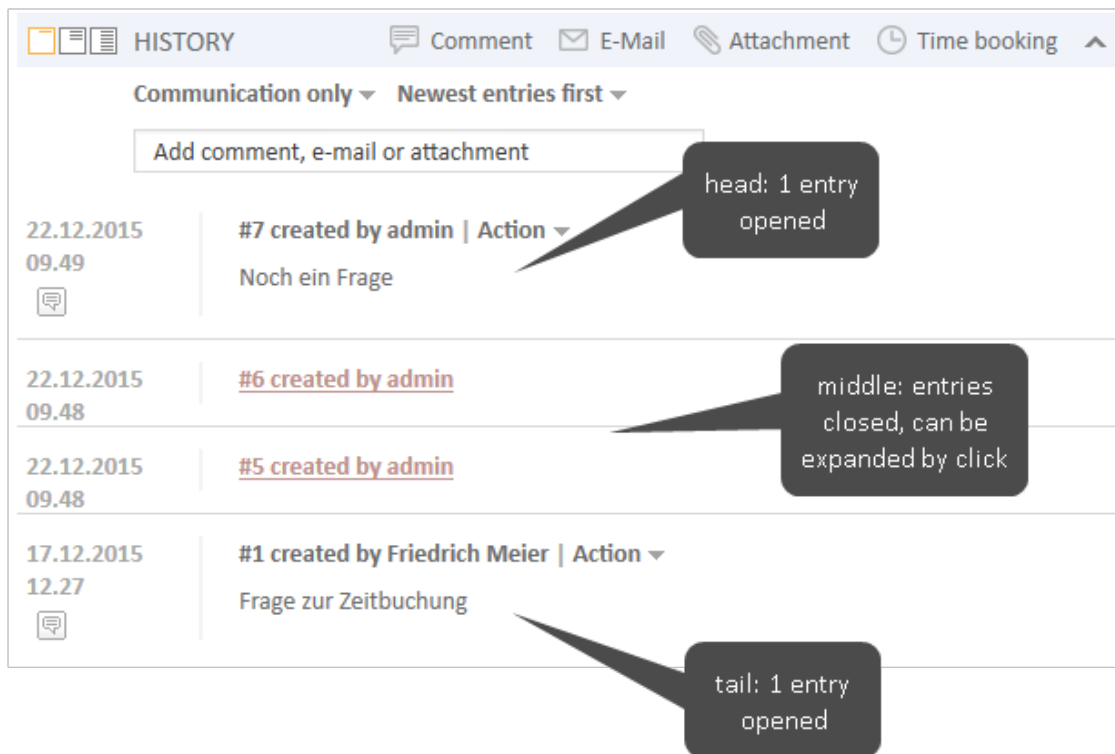 HISTORY Comment E-Mail Attachment Time booking
Communication only Newest entries first
Add comment, e-mail or attachment
head: 1 entry
opened
22.12.2015
09.49
#7 created by admin | Action
Noch ein Frage
22.12.2015
09.48
#6 created by admin
middle: entries
closed, can be
expanded by click
22.12.2015
09.48
#5 created by admin
17.12.2015
12.27
#1 created by Friedrich Meier | Action
Frage zur Zeitbuchung
tail: 1 entry
opened